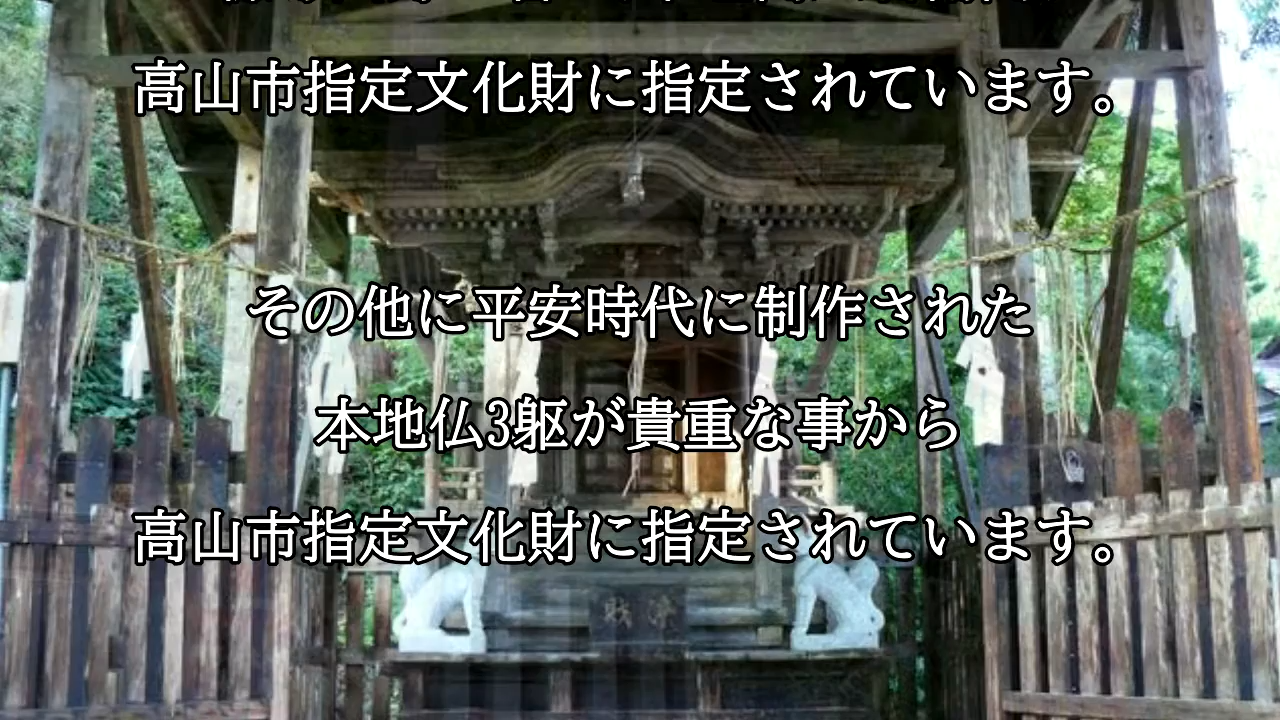 高山市指定文化財に指定されています。
その他に平安時代に制作された
本地仏3躯が貴重な事から
高山市指定文化財に指定されています。
浄財